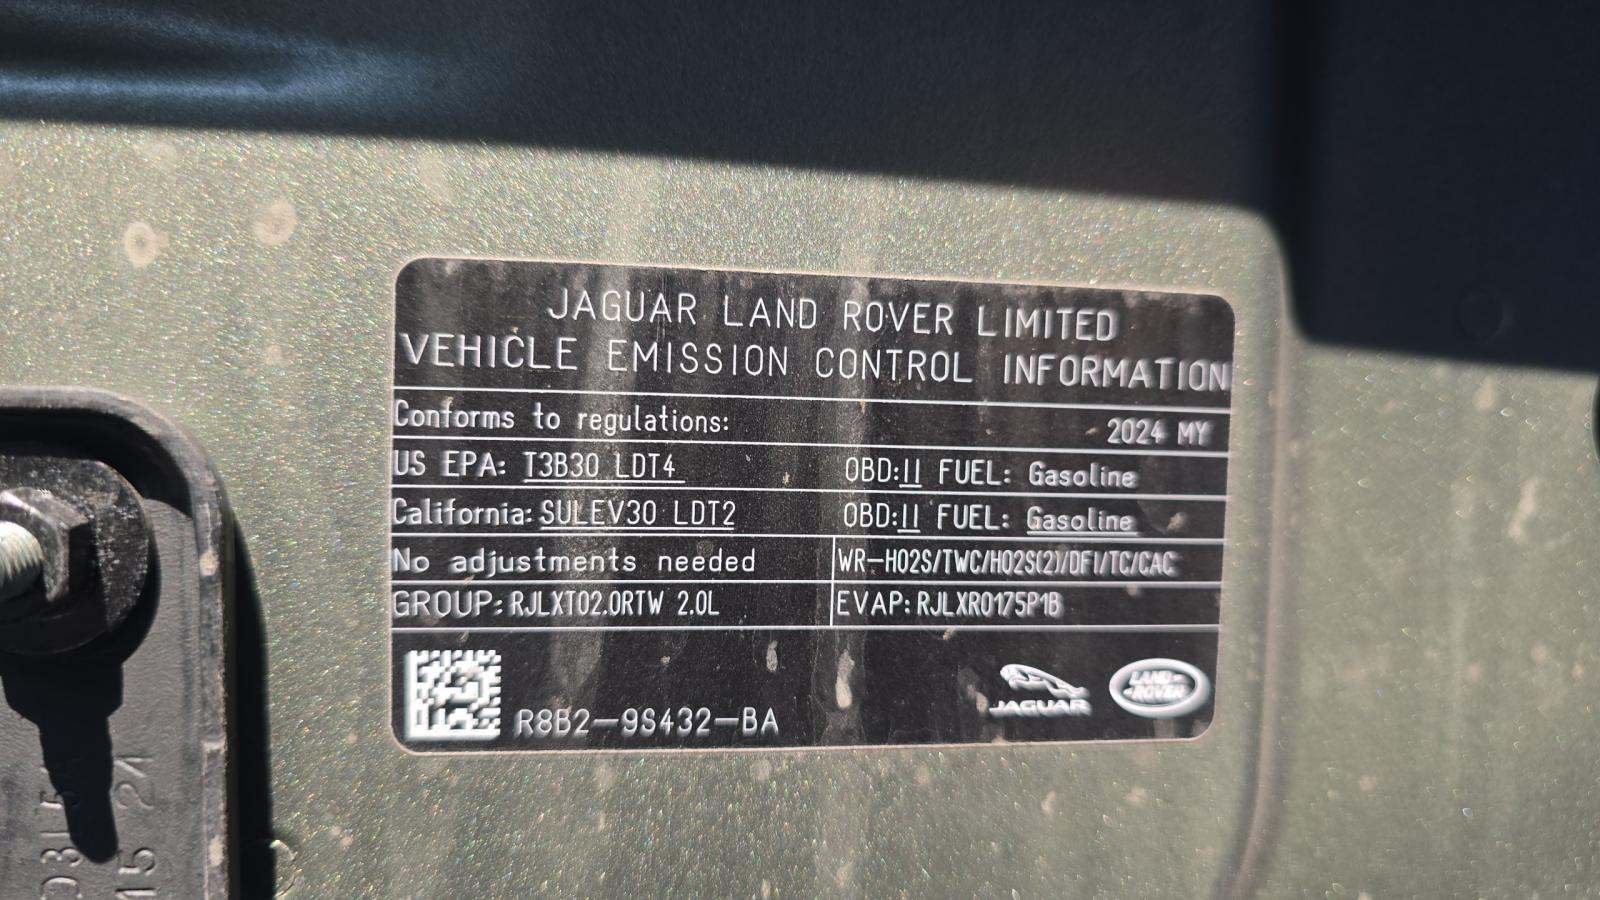 JAGUAR LAND ROVER LIMITED
VEHICLE EMISSION CONTROL INFORMATION
Conforms to regulations: 2024 MY
US EPA: T3B30 LDT4 OBD:II FUEL: Gasoline
California: SULEV30 LDT2 OBD:II FUEL: Gasoline
No adjustments needed WR-HO2S/TWC/HO2S(2)/DFI/TC/CAC
GROUP: RJLXT02.0RTW 2.0L EVAP: RJLXR0175P1B
R8B2-9S432-BA
JAGUAR
LAND-
-ROVER